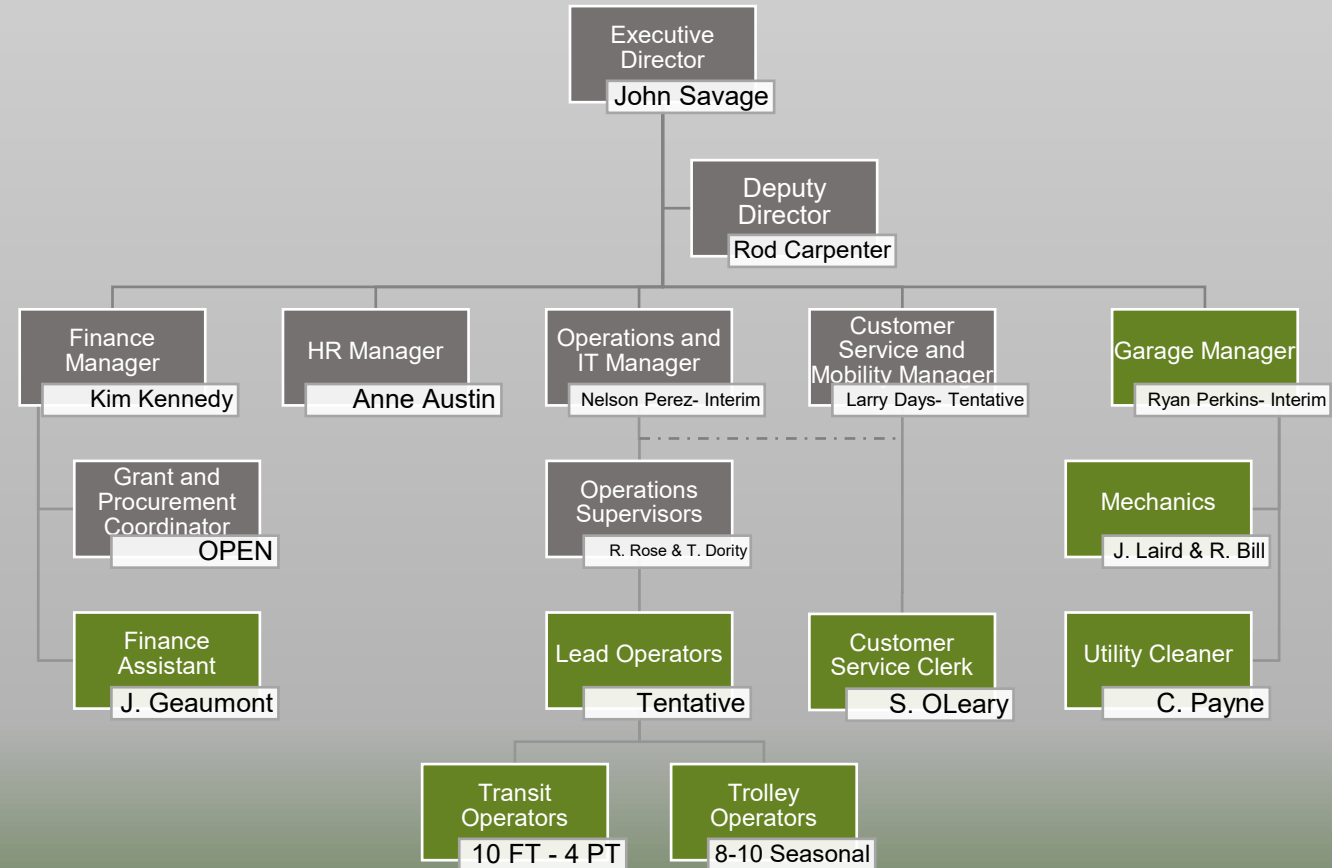 Executive
Director
John Savage
Deputy
Director
Rod Carpenter
Finance
Manager
Kim Kennedy
HR Manager
Anne Austin
Operations and
IT Manager
Nelson Perez- Interim
Customer
Service and
Mobility Manager
Larry Days- Tentative
Garage Manager
Ryan Perkins- Interim
Grant and
Procurement
Coordinator
OPEN
Operations
Supervisors
R. Rose & T. Dority
Mechanics
J. Laird & R. Bill
Finance
Assistant
J. Geaumont
Lead Operators
Tentative
Customer
Service Clerk
S. OLeary
Utility Cleaner
C. Payne
Transit
Operators
10 FT - 4 PT
Trolley
Operators
8-10 Seasonal